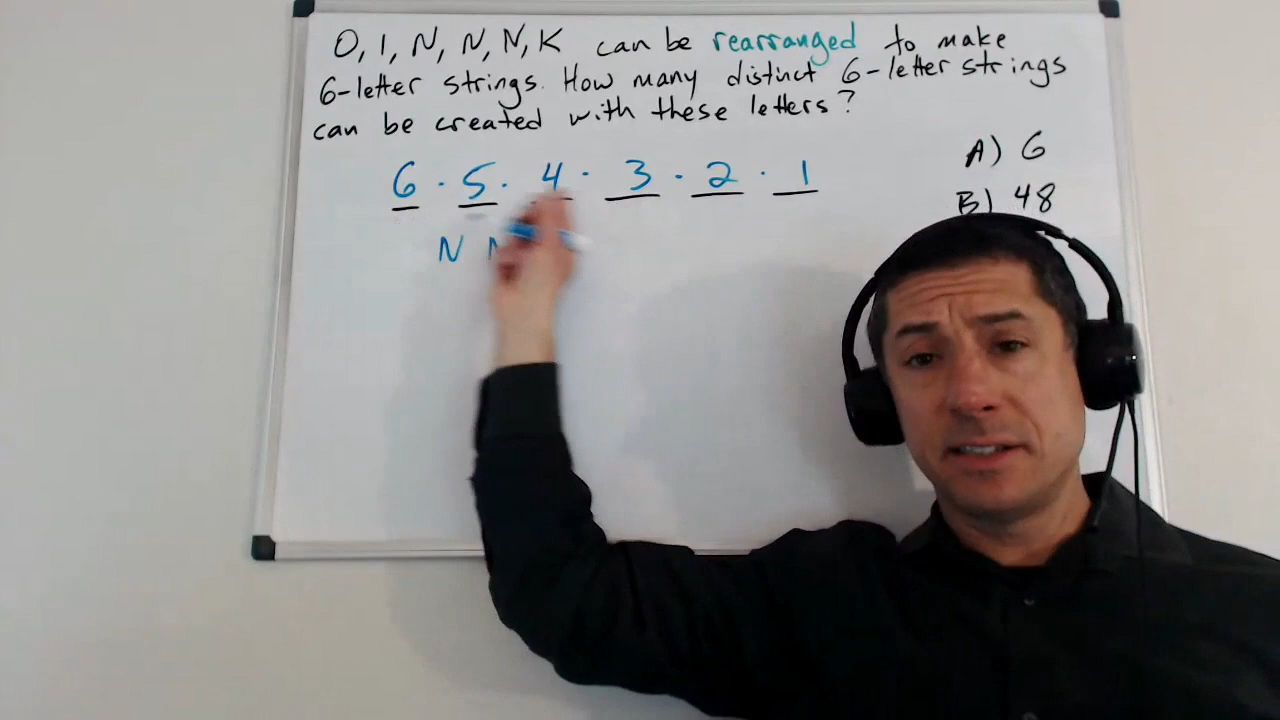 O, I, N, N, N, K can be rearranged to make
6-letter strings. How many distinct 6-letter strings
can be created with these letters?
A) 6
6 · 5 · 4 · 3 · 2 · 1
B) 48
N